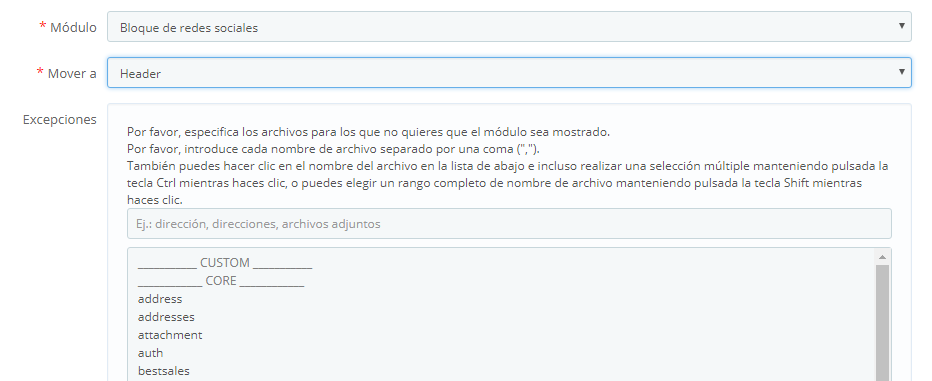 * Módulo Bloque de redes sociales
* Mover a Header
Excepciones
Por favor, especifica los archivos para los que no quieres que el módulo sea mostrado.
Por favor, introduce cada nombre de archivo separado por una coma (",").
También puedes hacer clic en el nombre del archivo en la lista de abajo e incluso realizar una selección múltiple manteniendo pulsada la
tecla Ctrl mientras haces clic, o puedes elegir un rango completo de nombre de archivo manteniendo pulsada la tecla Shift mientras
haces clic.
Ej.: dirección, direcciones, archivos adjuntos
___________ CUSTOM ___________
____________ CORE ____________
address
addresses
attachment
auth
bestsales